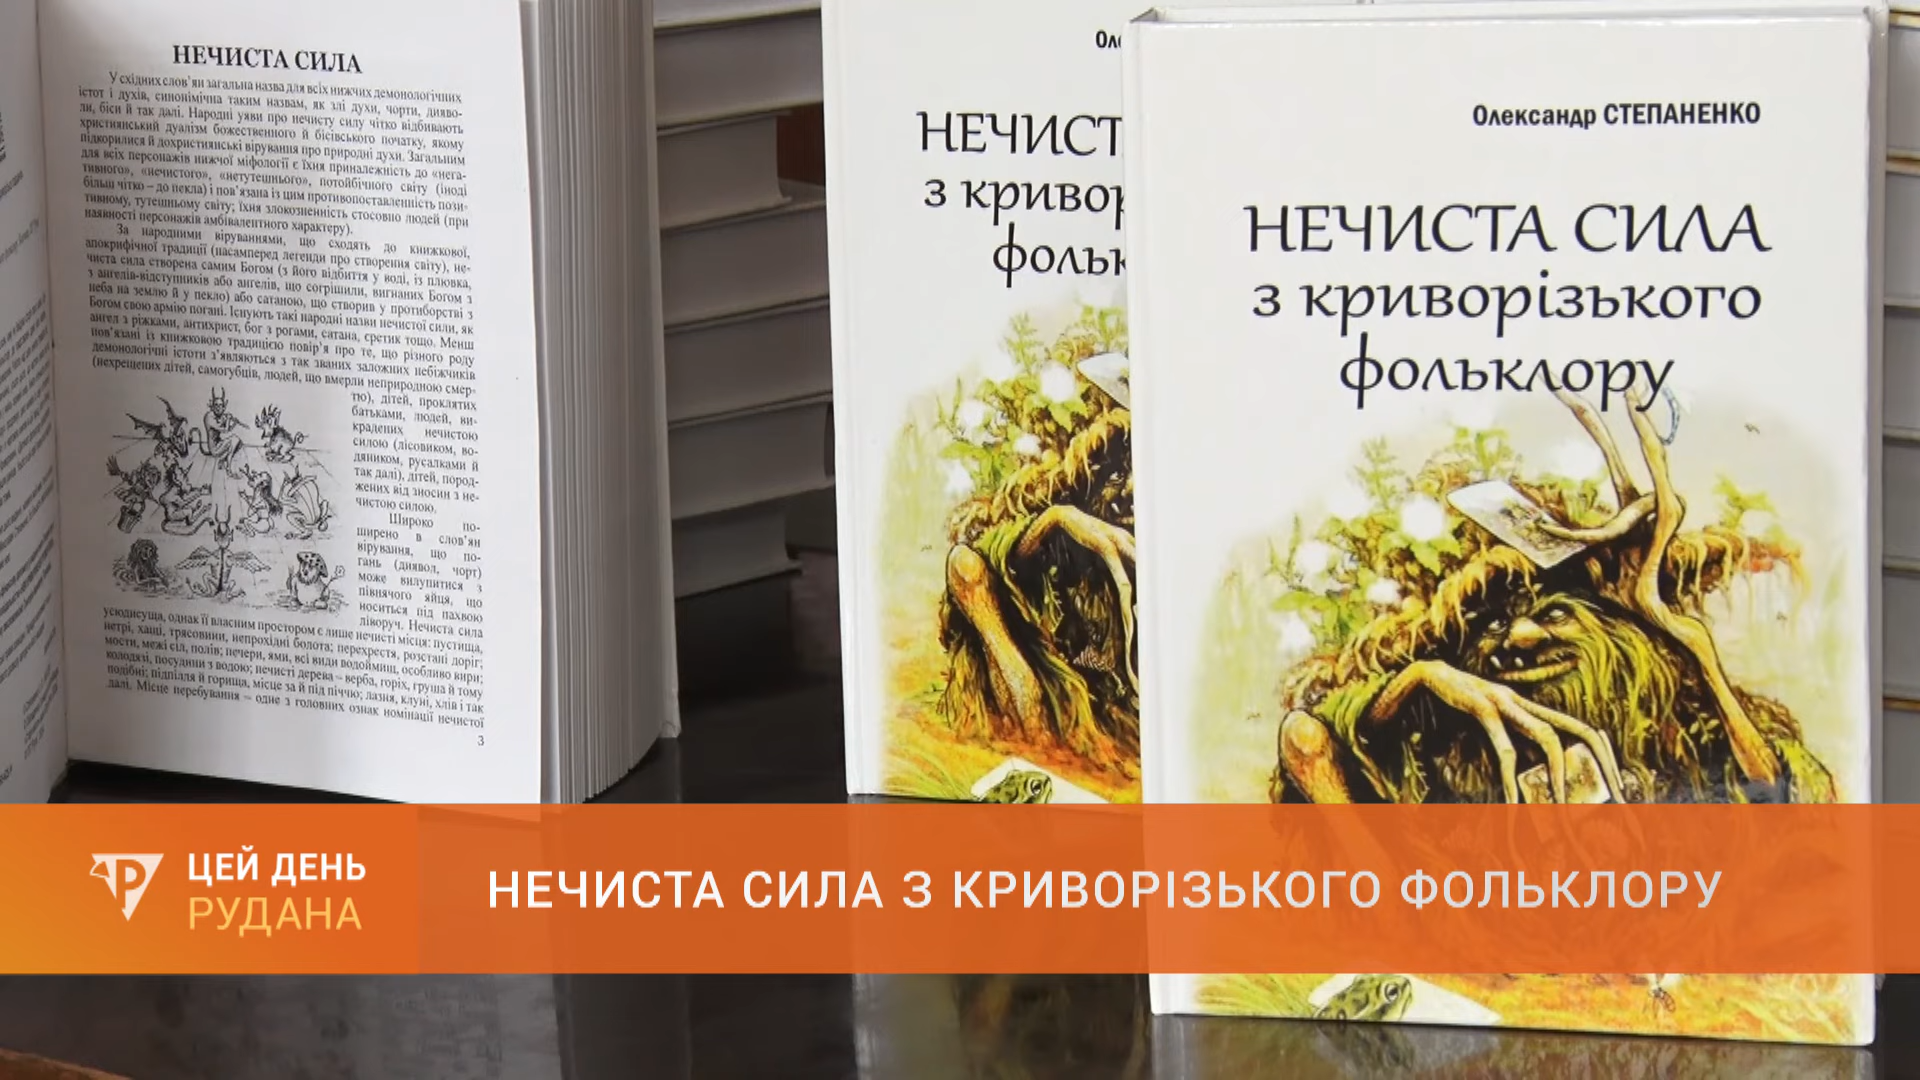 НЕЧИСТА СИЛА
У східних слов'ян загальна назва для всіх нижчих демонологічних
істот і духів, синонімічна таким назвам, як злі духи, чорти, дияво-
ли, біси й так далі. Народні уяви про нечисту силу чітко відбивають
християнський дуалізм божественного й бісівського початку, якому
підкорилися й дохристиянські вірування про природні духи. Загальним
для всіх персонажів нижчої міфології є їхня приналежність до «нега-
тивного», «нечистого», «нетутешнього», потойбічного світу (іноді
більш чітко – до пекла) і пов'язана із цим протипоставленність пози-
тивному, тутешньому світу; їхня злокозненність стосовно людей (при
наявності персонажів амбівалентного характеру).
За народними віруваннями, що сходять до книжкової,
апокрифічної традиції (насамперед легенди про створення світу), не-
чиста сила створена самим Богом (з його відбиття у воді, із плювка,
з ангелів-відступників або ангелів, що согрішили, вигнаних Богом з
неба на землю й у пекло) або сатаною, що створив у протиборстві з
Богом свою армію погані. Існують такі народні назви нечистої сили, як
ангел з ріжками, антихрист, бог з рогами, сатана, єретик тощо. Менш
пов'язані із книжковою традицією повір'я про те, що різного роду
демонологічні істоти з'являються з так званих заложних небіжчиків
(нехрещених дітей, самогубців, людей, що вмерли неприродною смер-
тю), дітей, проклятих
батьками, людей, ви-
крадених нечистою
силою (лісовиком, во-
дяником, русалками й
так далі), дітей,ород-
жених від зносин з не-
чистою силою.
Широко по-
ширено в слов'ян
вірування, що по-
гань (диявол, чорт)
може вилупитися з
півнячого яйця, що
носиться під пахвою
ліворуч. Нечиста сила
усюдисуща, однак її власним простором є лише нечисті місця: пустища,
нетрі, хащі, трясовини, непрохідні болота; перехрестя, розстані доріг;
мости, межі сіл, полів; печери, ями, всі види водоймищ, особливо вири;
колодязі, посудини з водою; нечисті дерева – верба, горіх, груша й тому
подібні; підпілля й горища, місце за й під піччю; лазня, клуні, хлів і так
далі. Місце перебування – одне з головних ознак номінації нечистої
3
Ол
НЕЧИСТ
з кривор
фольк
Олександр СТЕПАНЕНКО
НЕЧИСТА СИЛА
з криворізького
фольклору
ЦЕЙ ДЕНЬ
РУДАНА
НЕЧИСТА СИЛА З КРИВОРІЗЬКОГО ФОЛЬКЛОРУ